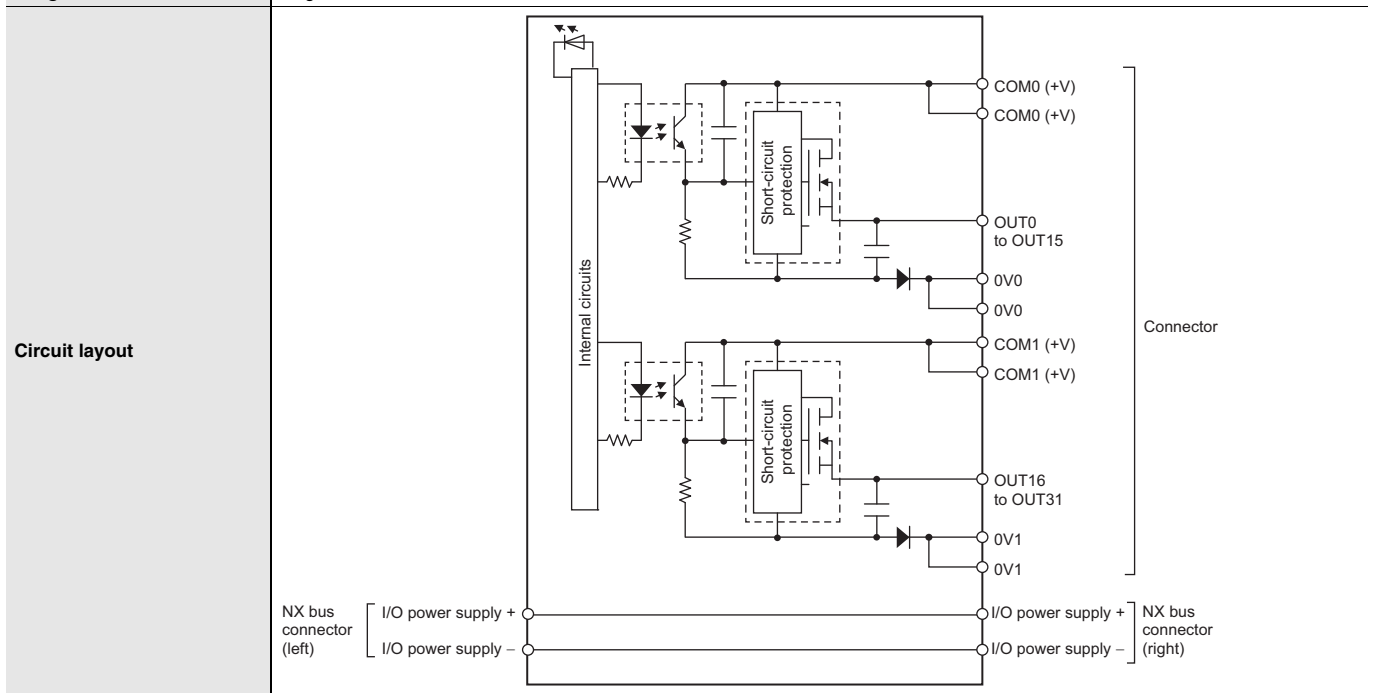 Circuit layout
Internal circuits
Short-circuit
protection
COM0 (+V)
COM0 (+V)
OUT0
to OUT15
0V0
0V0
Short-circuit
protection
COM1 (+V)
COM1 (+V)
OUT16
to OUT31
0V1
0V1
Connector
NX bus
connector
(left)
I/O power supply +
I/O power supply −
I/O power supply +
I/O power supply −
NX bus
connector
(right)